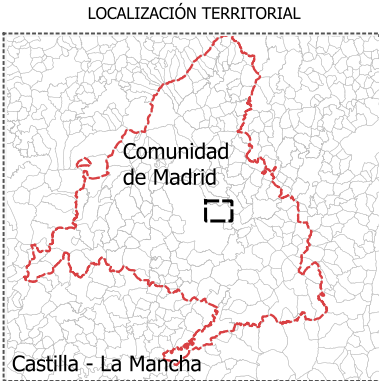 LOCALIZACIÓN TERRITORIAL
Comunidad
de Madrid
Castilla - La Mancha